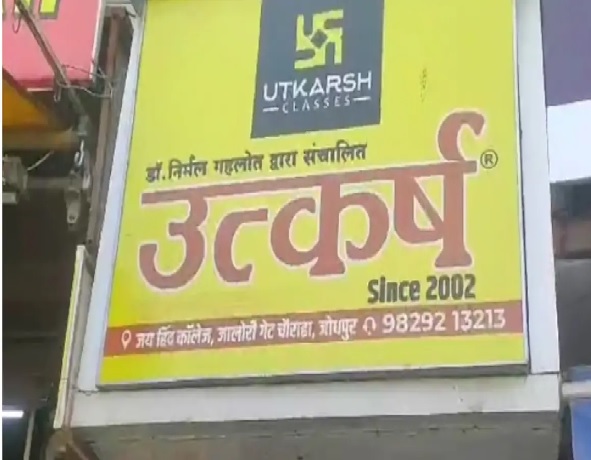 UTKARSH
CLASSES
डॉ. निर्मल गहलोत द्वारा संचालित
उत्कर्ष®
Since 2002
जय हिंद कॉलेज, जालोरी गेट चौराहा, जोधपुर 98292 13213